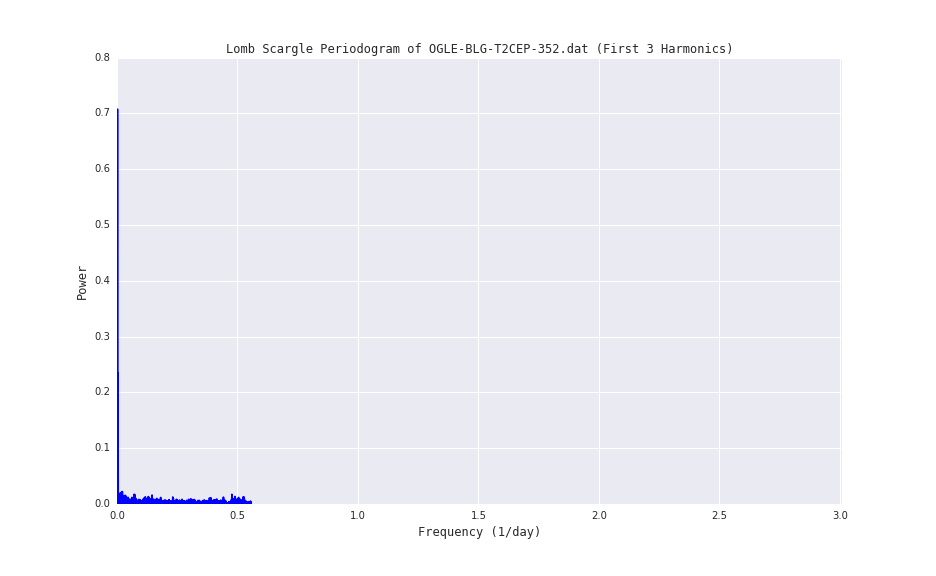 Lomb Scargle Periodogram of OGLE-BLG-T2CEP-352.dat (First 3 Harmonics)
0.8
0.7
0.6
0.5
0.4
0.3
0.2
0.1
0.0
Power
0.0 0.5 1.0 1.5 2.0 2.5 3.0
Frequency (1/day)